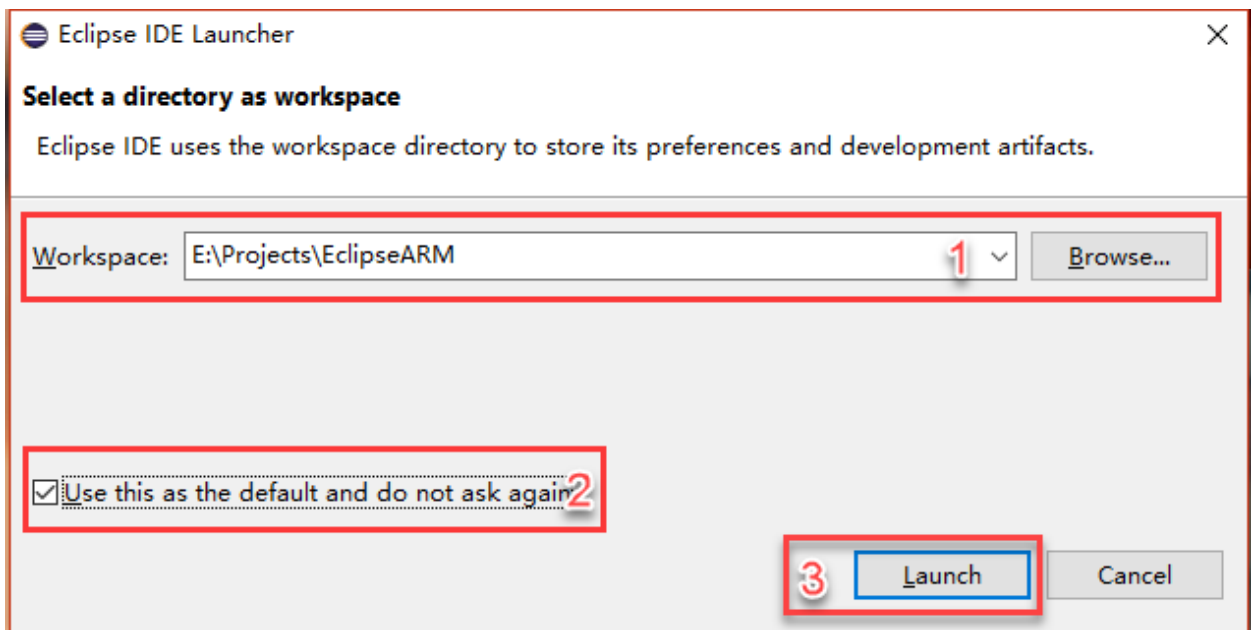 Eclipse IDE Launcher
Select a directory as workspace
Eclipse IDE uses the workspace directory to store its preferences and development artifacts.
Workspace: E:\Projects\EclipseARM 1 Browse...
Use this as the default and do not ask again 2
3 Launch Cancel